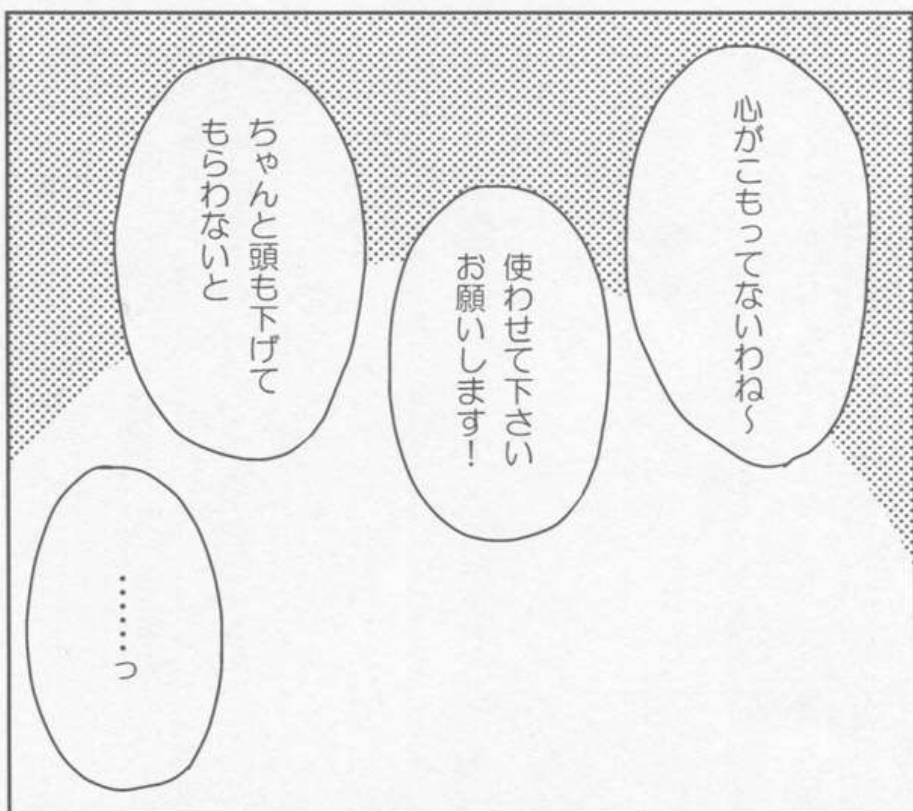 心がこもってないわね～
使わせて下さい
お願いします！
ちゃんと頭も下げて
もらわないと
……っ